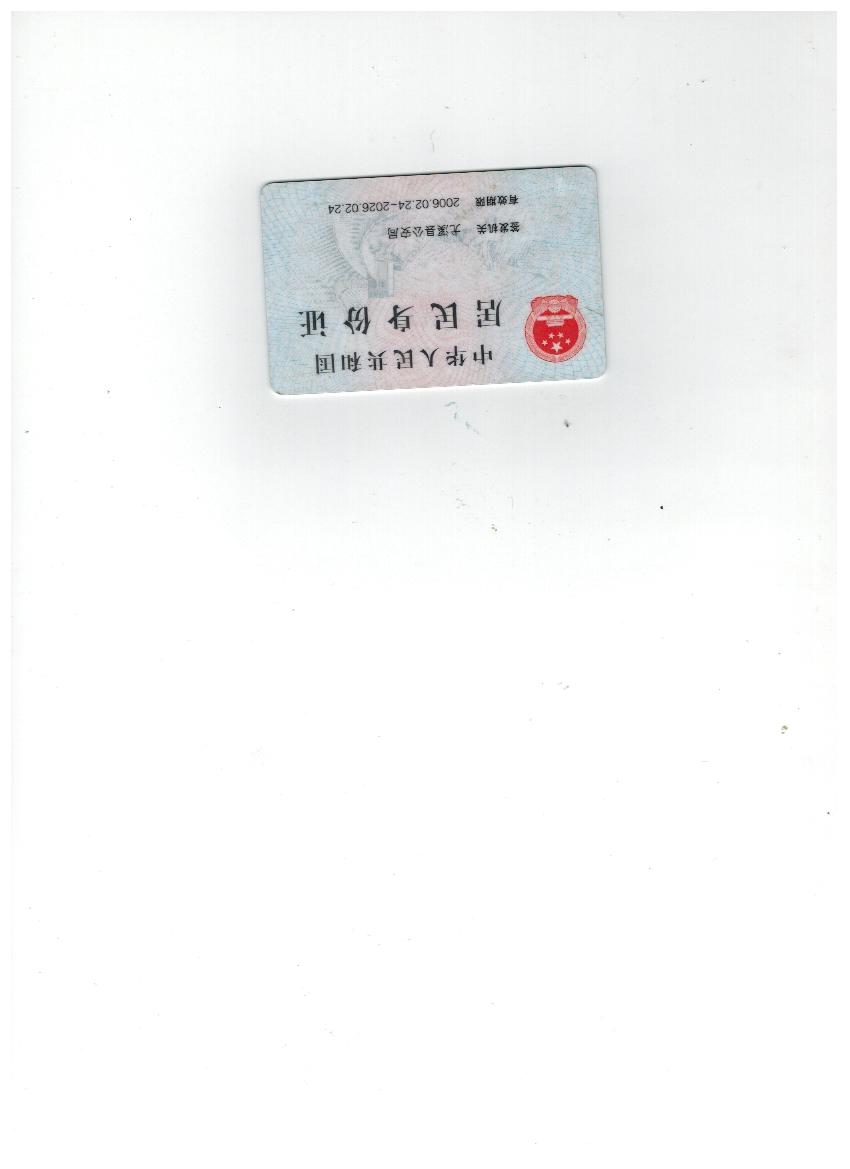 中华人民共和国
居民身份证
签发机关 尤溪县公安局
有效期限 2006.02.24-2026.02.24